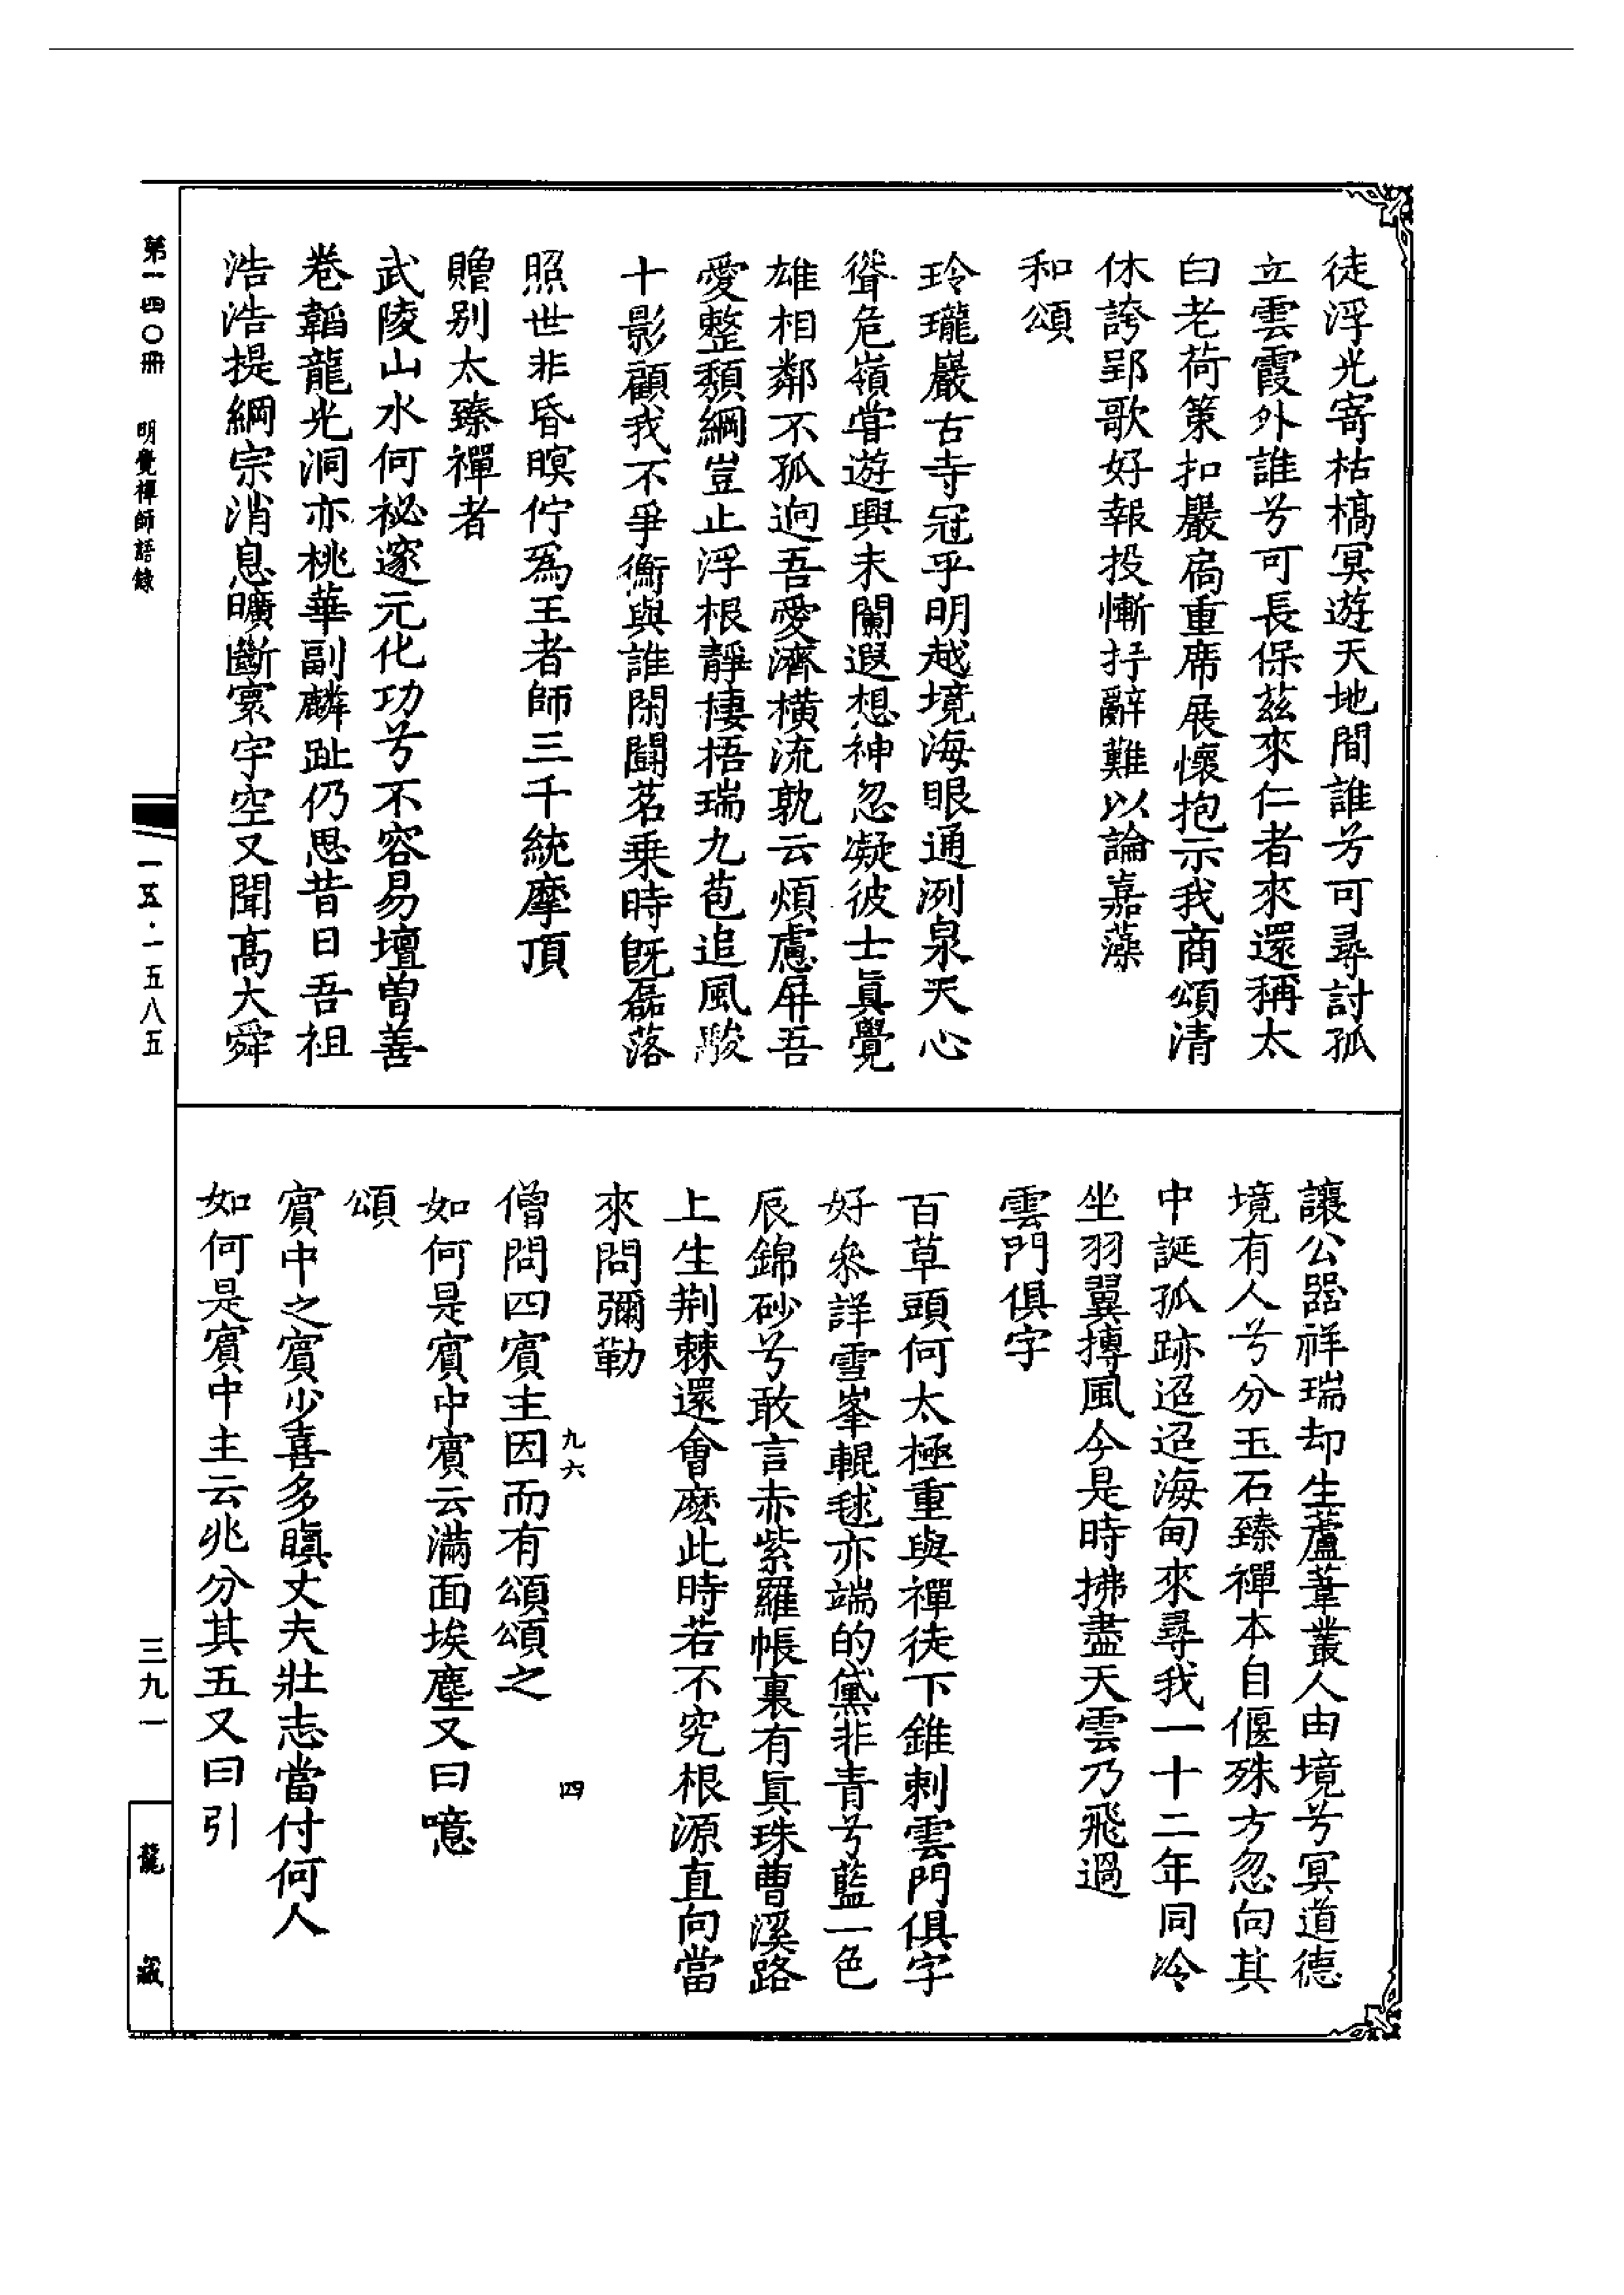 徒浮光寄枯槁冥遊天地間誰兮可尋討孤
立雲霞外誰兮可長保茲來仁者來還稱太
白老荷策扣嚴扃重席展懷抱示我商頌清
休誇郢歌好報投慚抒辭難以論嘉藻
和頌
玲瓏巖古寺冠乎明越境海眼通洌泉天心
聳危嶺嘗遊興未闌遐想神忽凝彼士眞覺
雄相鄰不孤逈吾愛濟橫流孰云煩慮屏吾
愛整頹綱豈止浮根靜棲梧瑞九苞追風駿
十影顧我不爭衡與誰閑鬪茗乗時旣磊落
照世非昏暝佇爲王者師三千統摩頂
贈别太臻禪者
武陵山水何祕邃元化功兮不容易壇曽善
卷韜龍光洞亦桃華副麟趾仍思昔日吾祖
浩浩提綱宗消息曠斷寰宇空又聞髙大舜
讓公器祥瑞却生蘆葦叢人由境兮冥道德
境有人兮分玉石臻禪本自偃殊方忽向其
中誕孤跡迢迢海甸來尋我一十二年同冷
坐羽翼摶風今是時拂盡天雲乃飛過
雲門俱字
百草頭何太極重與禪徒下錐剌雲門俱字
好叅詳雪峯輥毬亦端的黛非青兮藍一色
辰錦砂兮敢言赤紫羅帳裏有眞珠曹溪路
上生荆棘還會麽此時若不究根源直向當
來問彌勒
九六 四
僧問四賓主因而有頌頌之
如何是賓中賓云滿面埃塵又曰噫
頌
賓中之賓少喜多瞋丈夫壯志當付何人
如何是賓中主云兆分其五又曰引
第一四〇冊 明覺禪師語錄
一五·一五八五
三九一
龍藏